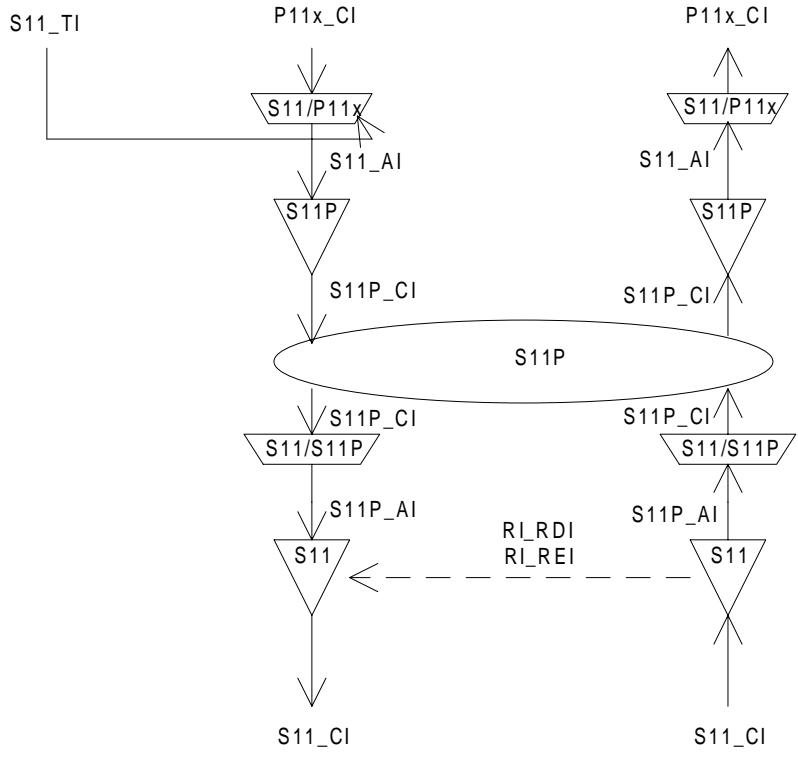 S11_TI
P11x_CI
P11x_CI
S11/P11x
S11/P11x
S11_AI
S11_AI
S11P
S11P
S11P_CI
S11P_CI
S11P
S11P_CI
S11P_CI
S11/S11P
S11/S11P
S11P_AI
S11P_AI
RI_RDI
RI_REI
S11
S11
S11_CI
S11_CI